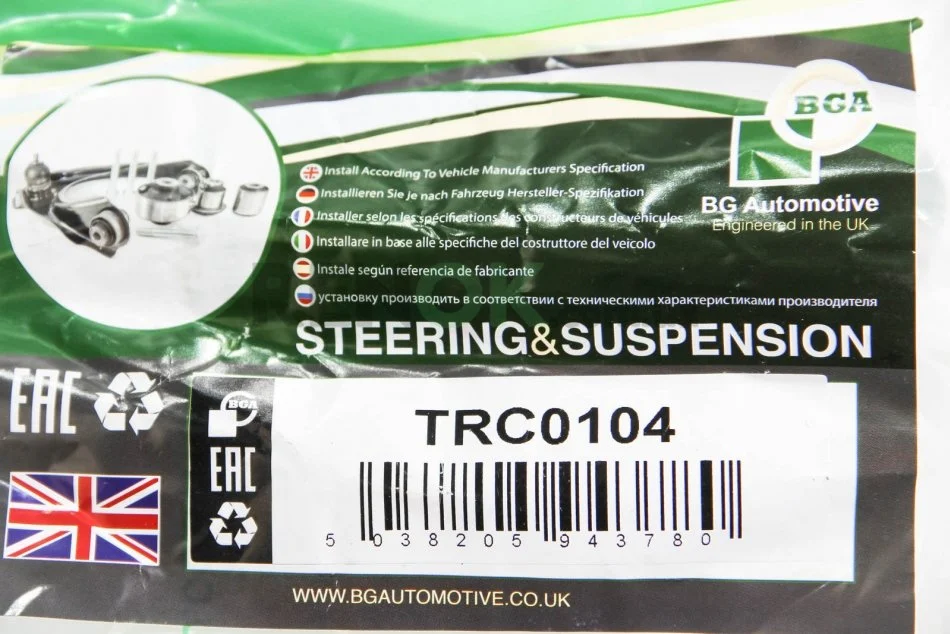 BGA
BG Automotive
Engineered in the UK
Install According To Vehicle Manufacturers Specification
Installieren Sie je nach Fahrzeug Hersteller-Spezifikation
Installer selon les spécifications des constructeurs de véhicules
Installare in base alle specifiche del costruttore del veicolo
Instale según referencia de fabricante
установку производить в соответствии с техническими характеристиками производителя
STEERING&SUSPENSION
EAC
BGA
EAC
TRC0104
5 038205 943780
WWW.BGAUTOMOTIVE.CO.UK